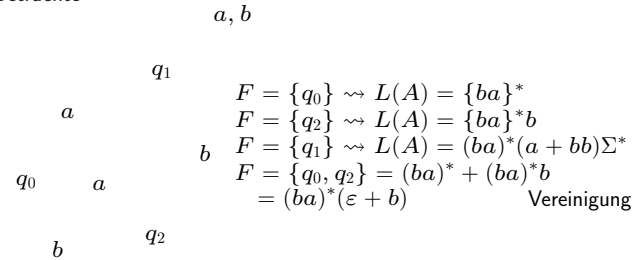 a, b
q₁
F = {q₀} ⇝ L(A) = {ba}*
F = {q₂} ⇝ L(A) = {ba}*b
a
F = {q₁} ⇝ L(A) = (ba)*(a + bb)Σ*
b
F = {q₀, q₂} = (ba)* + (ba)*b
q₀ a
= (ba)*(ε + b) Vereinigung
q₂
b